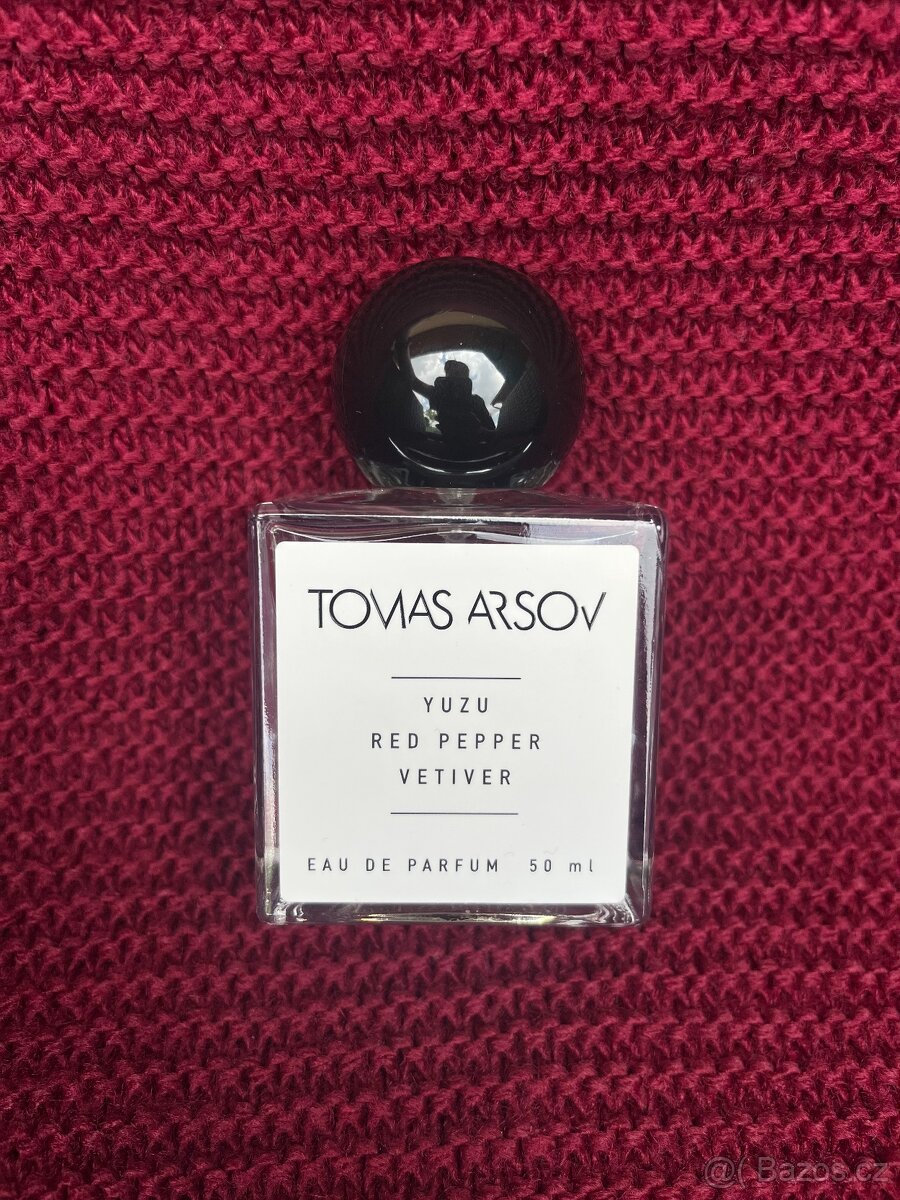 TOMAS ARSOV
YUZU
RED PEPPER
VETIVER
EAU DE PARFUM 50 ml
@( Bazos.cz